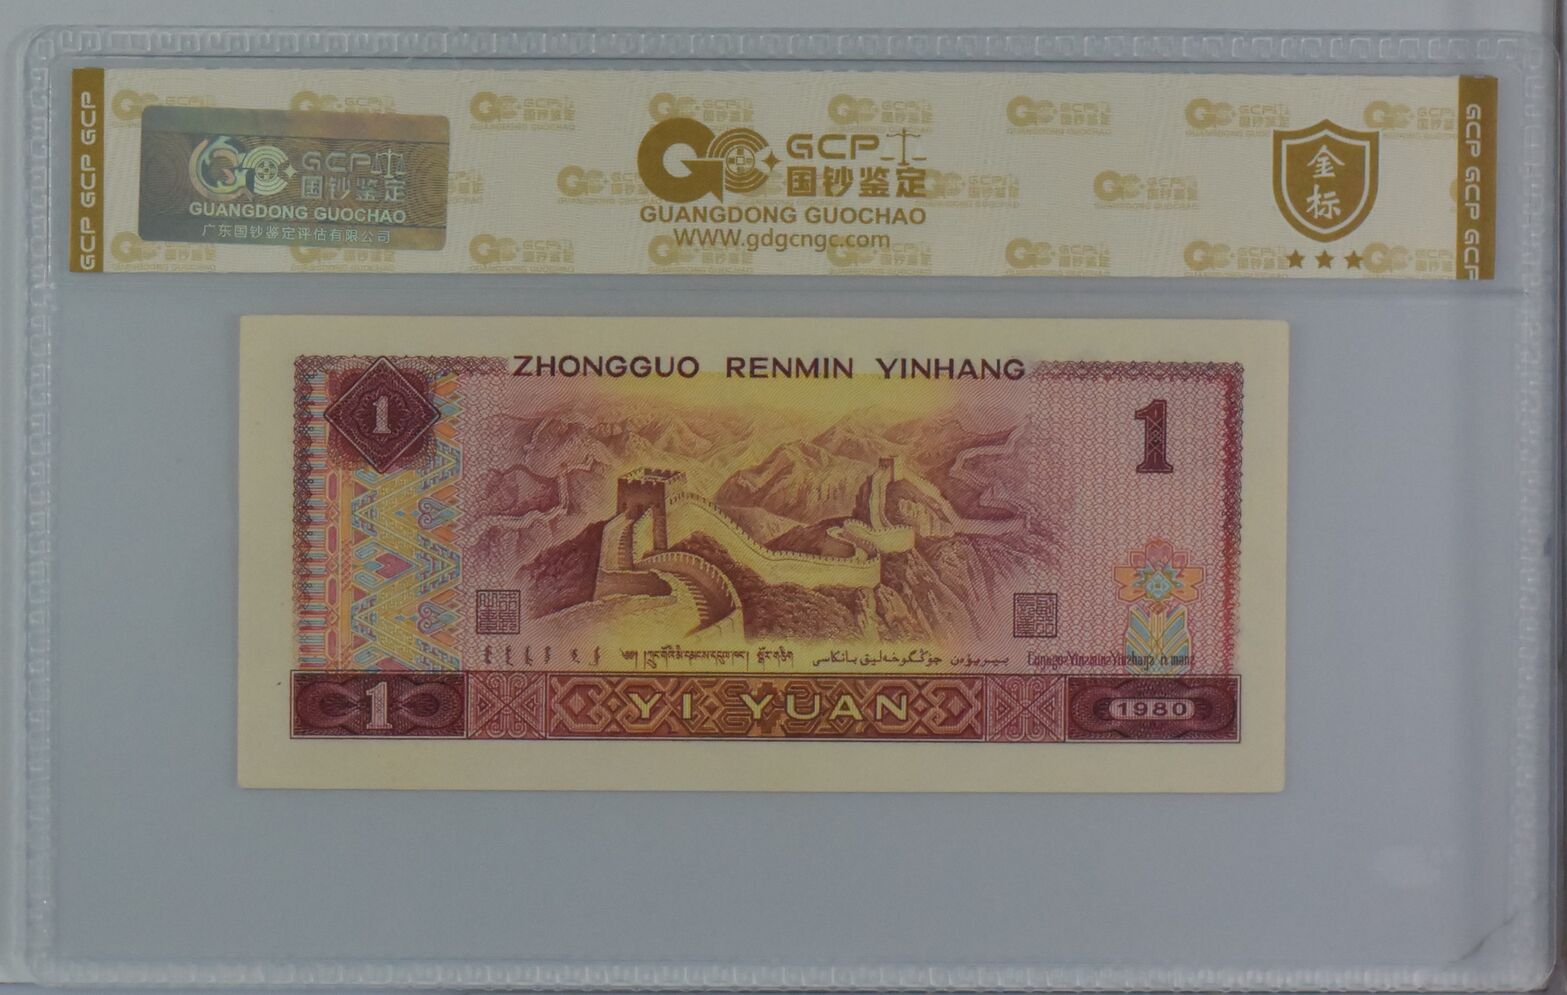 GCP GCP GCP
GCP
国钞鉴定
GUANGDONG GUOCHAO
广东国钞鉴定评估有限公司
GCP
国钞鉴定
GUANGDONG GUOCHAO
WWW.gdgcngc.com
金标
GCP GCP GCP
ZHONGGUO RENMIN YINHANG
1
1
1
YI YUAN
1980